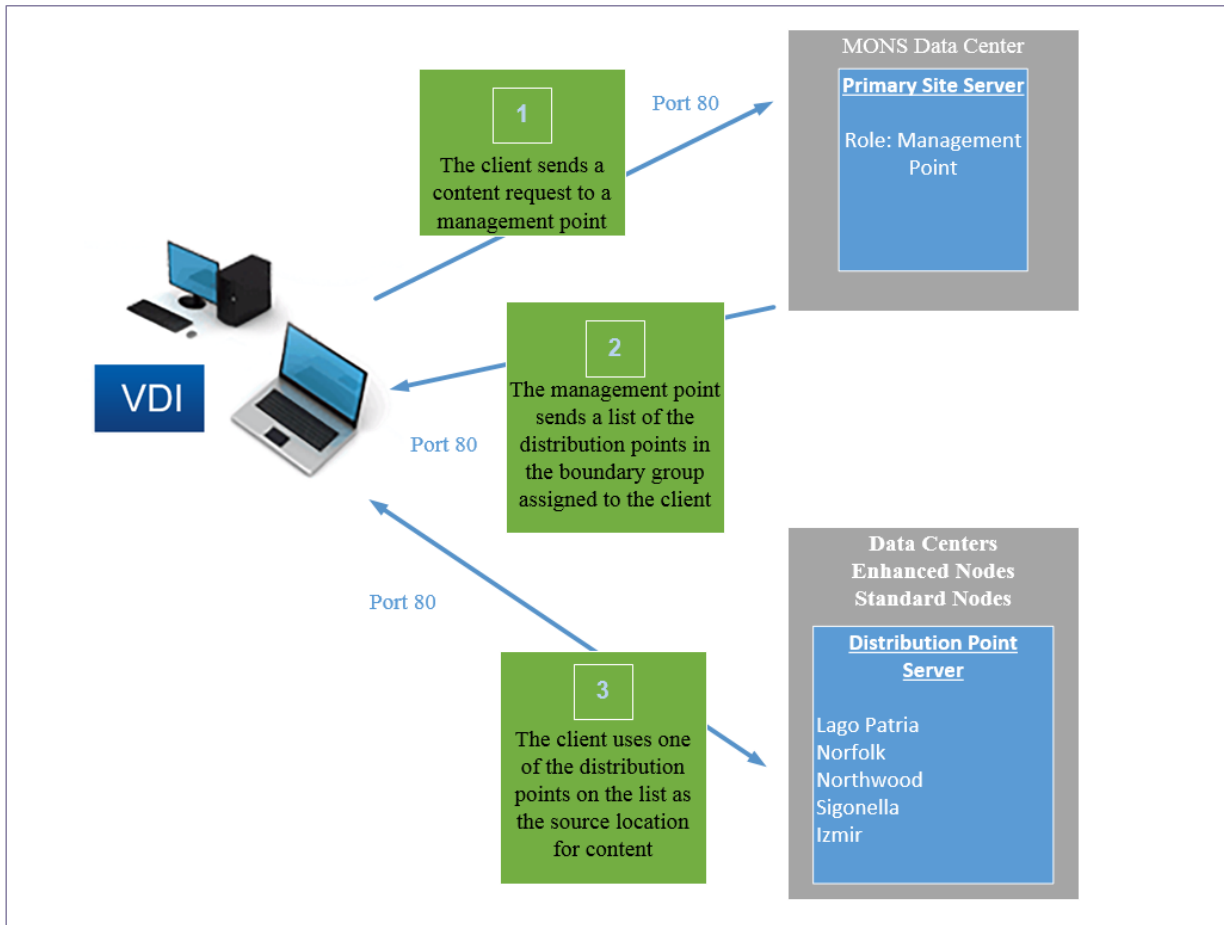 MONS Data Center
Primary Site Server
Role: Management
Point
Port 80
1
The client sends a
content request to a
management point
VDI
2
The management point
sends a list of the
distribution points in
the boundary group
assigned to the client
Port 80
Data Centers
Enhanced Nodes
Standard Nodes
Distribution Point
Server
Lago Patria
Norfolk
Northwood
Sigonella
Izmir
Port 80
3
The client uses one
of the distribution
points on the list as
the source location
for content